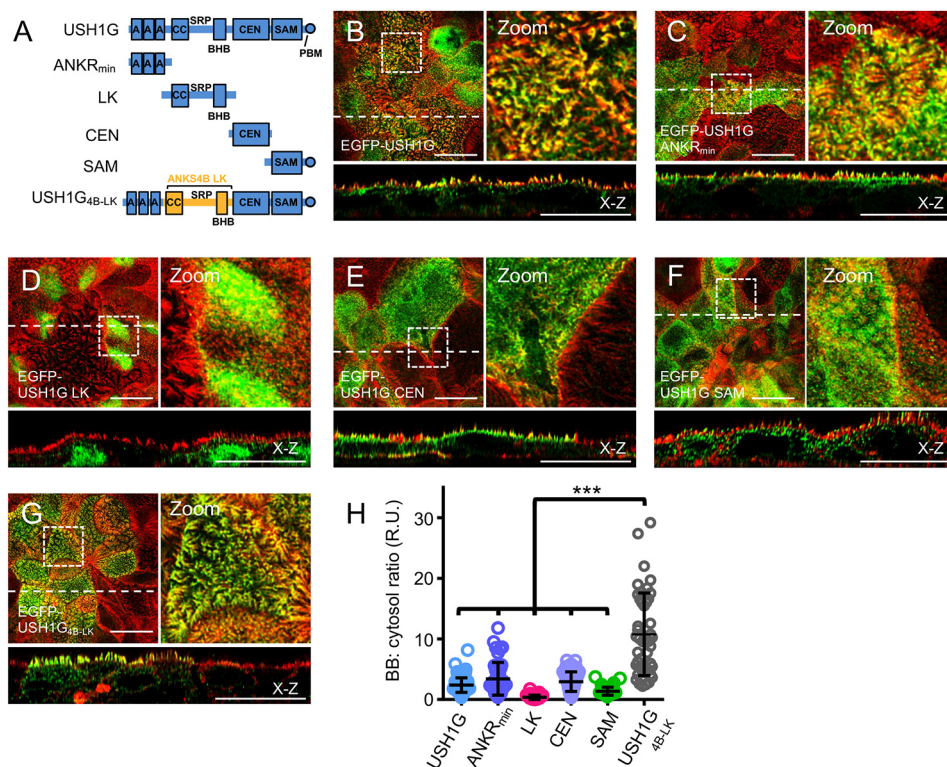 A
USH1G
A A A CC SRP BHB CEN SAM PBM
ANKRmin
A A A
LK
CC SRP BHB
CEN
CEN
SAM
SAM
USH1G4B-LK
ANKS4B LK
A A A CC SRP BHB CEN SAM
B
EGFP-USH1G
Zoom
X-Z
C
EGFP-USH1G
ANKRmin
Zoom
X-Z
D
EGFP-
USH1G LK
Zoom
X-Z
E
EGFP-
USH1G CEN
Zoom
X-Z
F
EGFP-
USH1G SAM
Zoom
X-Z
G
EGFP-
USH1G4B-LK
Zoom
X-Z
H
BB: cytosol ratio (R.U.)
30
20
10
0
***
USH1G
ANKRmin
LK
CEN
SAM
USH1G
4B-LK